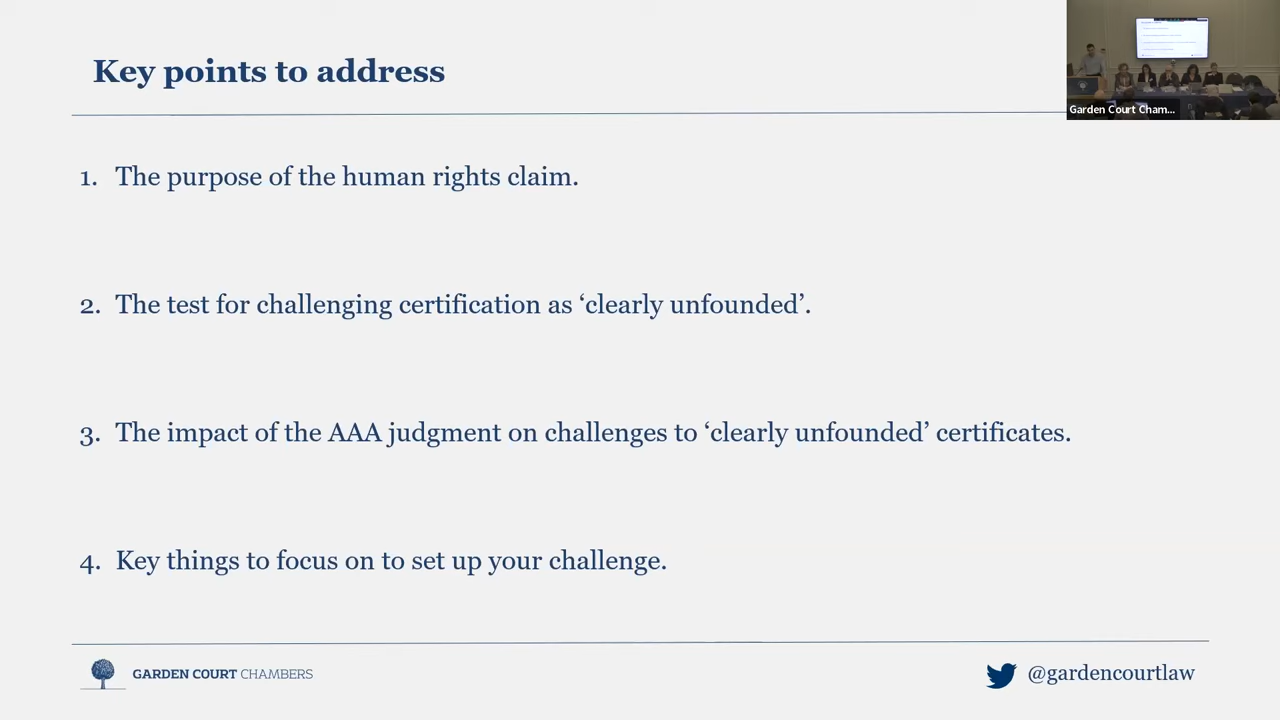 Key points to address
Garden Court Cham...
1. The purpose of the human rights claim.
2. The test for challenging certification as ‘clearly unfounded’.
3. The impact of the AAA judgment on challenges to ‘clearly unfounded’ certificates.
4. Key things to focus on to set up your challenge.
GARDEN COURT CHAMBERS
@gardencourtlaw